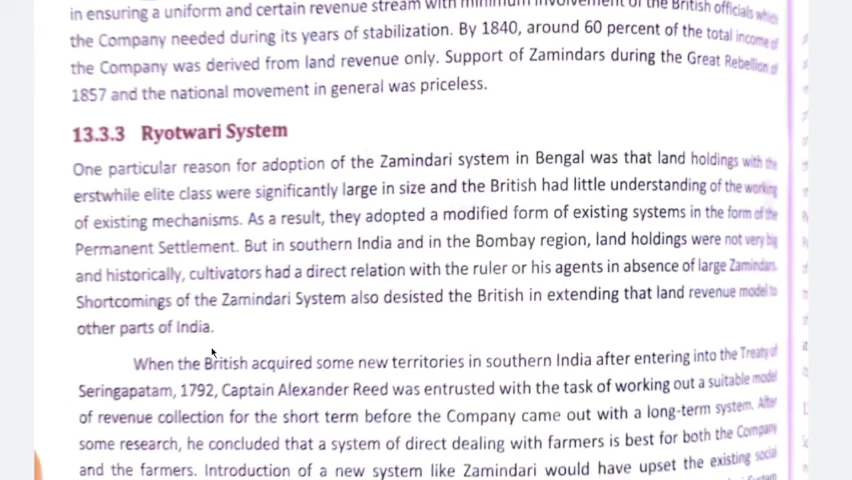 in ensuring a uniform and certain revenue stream with minimum involvement of the British officials which
the Company needed during its years of stabilization. By 1840, around 60 percent of the total income of
the Company was derived from land revenue only. Support of Zamindars during the Great Rebellion of
1857 and the national movement in general was priceless.
13.3.3 Ryotwari System
One particular reason for adoption of the Zamindari system in Bengal was that land holdings with the
erstwhile elite class were significantly large in size and the British had little understanding of the working
of existing mechanisms. As a result, they adopted a modified form of existing systems in the form of the
Permanent Settlement. But in southern India and in the Bombay region, land holdings were not very big
and historically, cultivators had a direct relation with the ruler or his agents in absence of large Zamindars.
Shortcomings of the Zamindari System also desisted the British in extending that land revenue model to
other parts of India.
When the British acquired some new territories in southern India after entering into the Treaty of
Seringapatam, 1792, Captain Alexander Reed was entrusted with the task of working out a suitable model
of revenue collection for the short term before the Company came out with a long-term system. After
some research, he concluded that a system of direct dealing with farmers is best for both the Company
and the farmers. Introduction of a new system like Zamindari would have upset the existing social